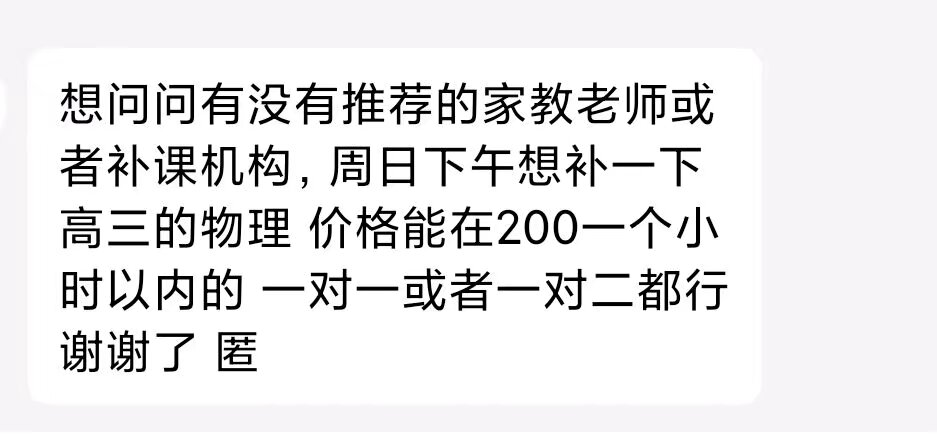 想问问有没有推荐的家教老师或
者补课机构，周日下午想补一下
高三的物理 价格能在200一个小
时以内的 一对一或者一对二都行
谢谢了 匿